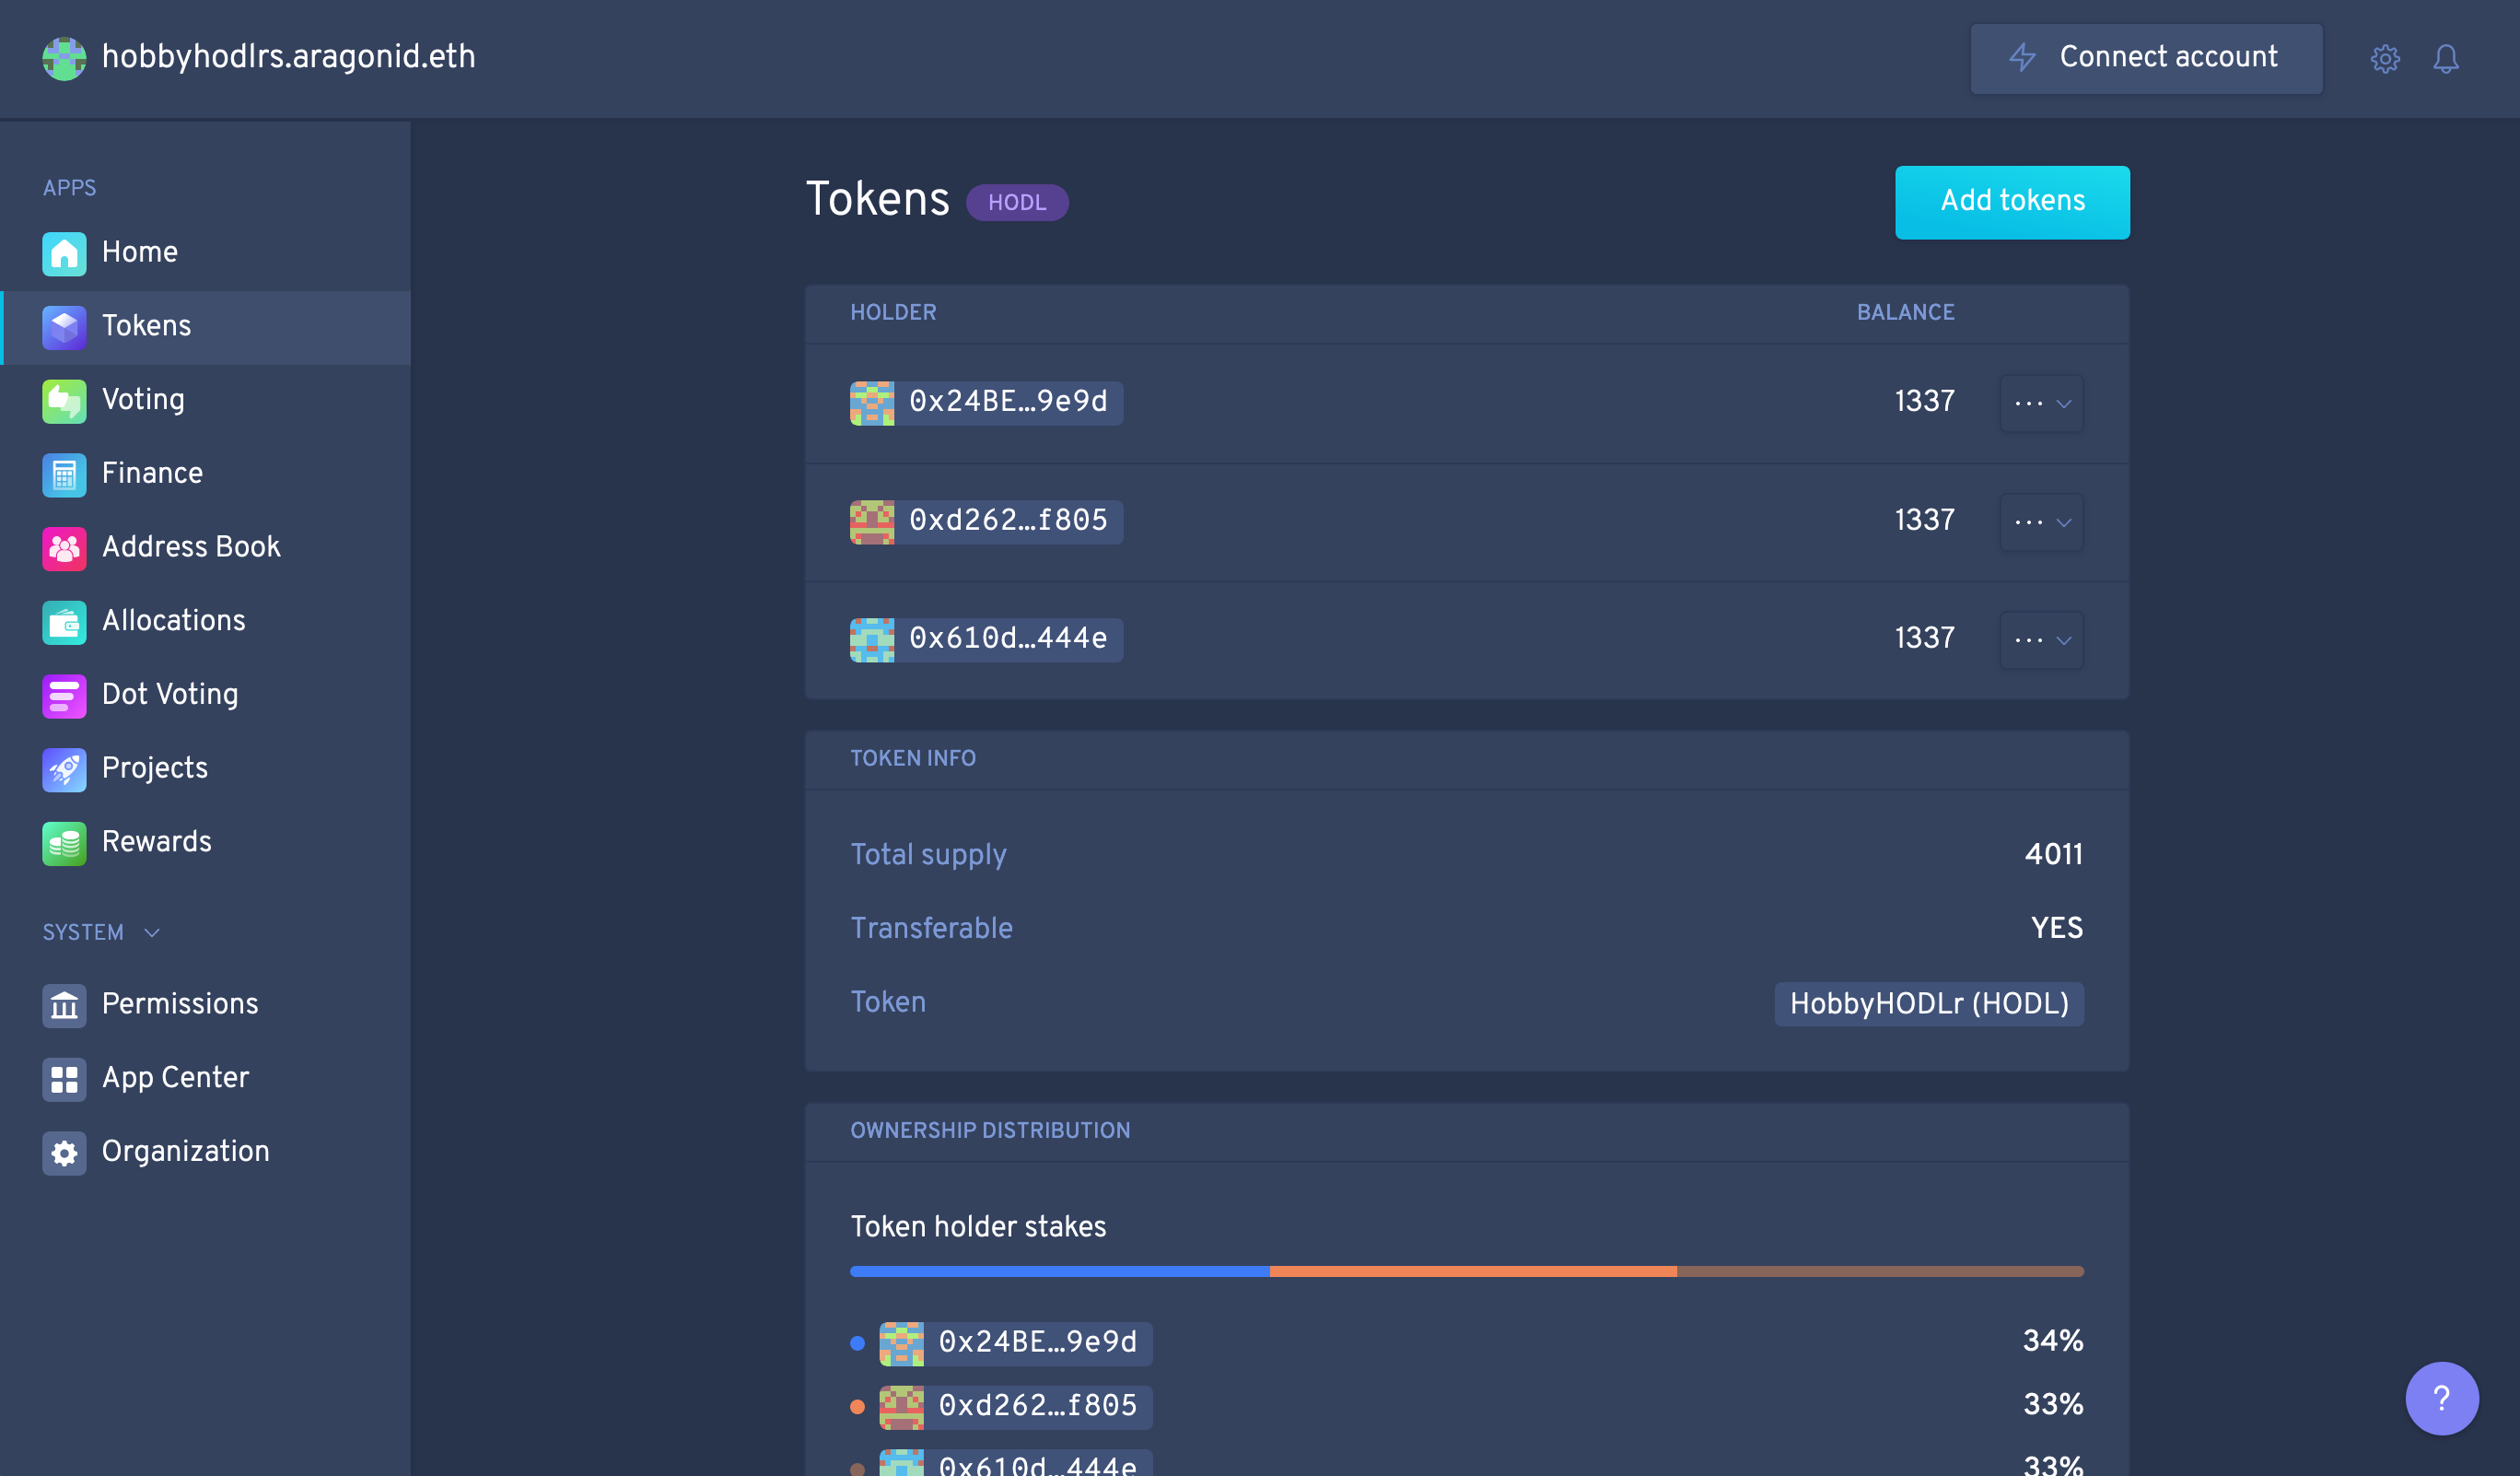 hobbyhodlrs.aragonid.eth
Connect account
APPS
Home
Tokens
Voting
Finance
Address Book
Allocations
Dot Voting
Projects
Rewards
SYSTEM
Permissions
App Center
Organization
Tokens HODL
Add tokens
HOLDER BALANCE
0x24BE…9e9d 1337
0xd262…f805 1337
0x610d…444e 1337
TOKEN INFO
Total supply 4011
Transferable YES
Token HobbyHODLr (HODL)
OWNERSHIP DISTRIBUTION
Token holder stakes
0x24BE…9e9d 34%
0xd262…f805 33%
0x610d…444e 33%
?